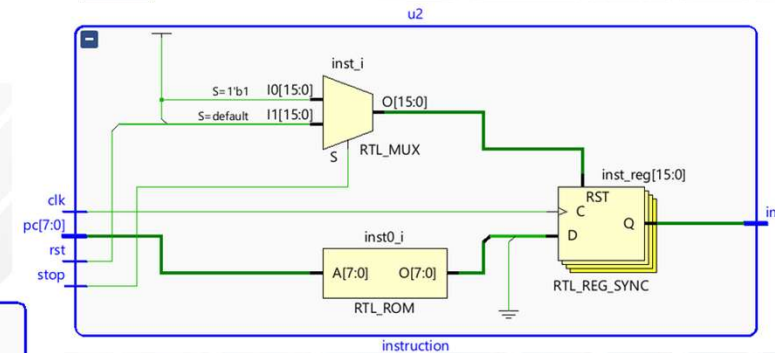 u2
inst_i
S=1'b1 I0[15:0]
O[15:0]
S=default I1[15:0]
S
RTL_MUX
inst_reg[15:0]
RST
clk
C
Q
pc[7:0]
D
inst0_i
rst
A[7:0] O[7:0]
stop
RTL_REG_SYNC
RTL_ROM
instruction